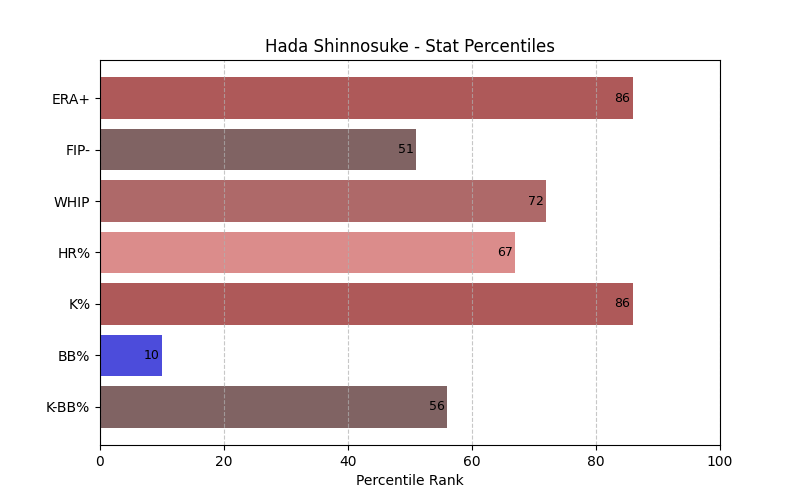 Hada Shinnosuke - Stat Percentiles
ERA+ 86
FIP- 51
WHIP 72
HR% 67
K% 86
BB% 10
K-BB% 56
0 20 40 60 80 100
Percentile Rank